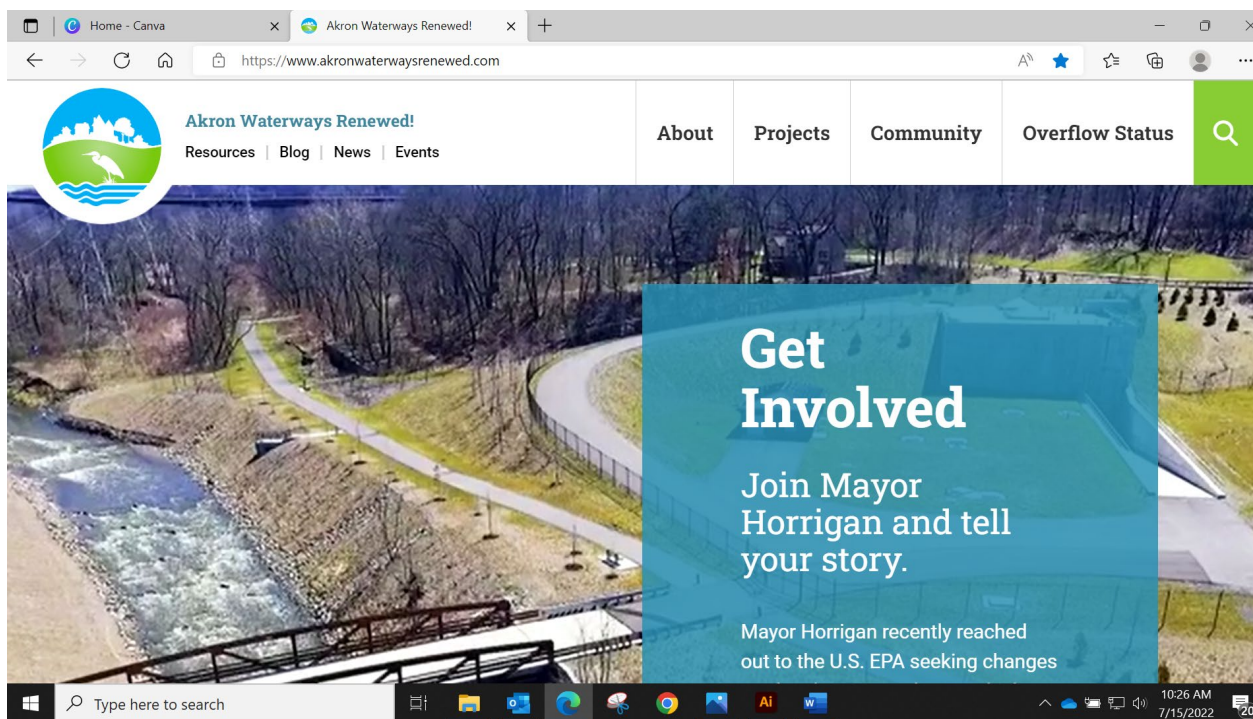 Home - Canva
Akron Waterways Renewed!
https://www.akronwaterwaysrenewed.com
Akron Waterways Renewed!
Resources | Blog | News | Events
About
Projects
Community
Overflow Status
Get
Involved
Join Mayor
Horrigan and tell
your story.
Mayor Horrigan recently reached
out to the U.S. EPA seeking changes
Type here to search
Ai
10:26 AM
7/15/2022
20